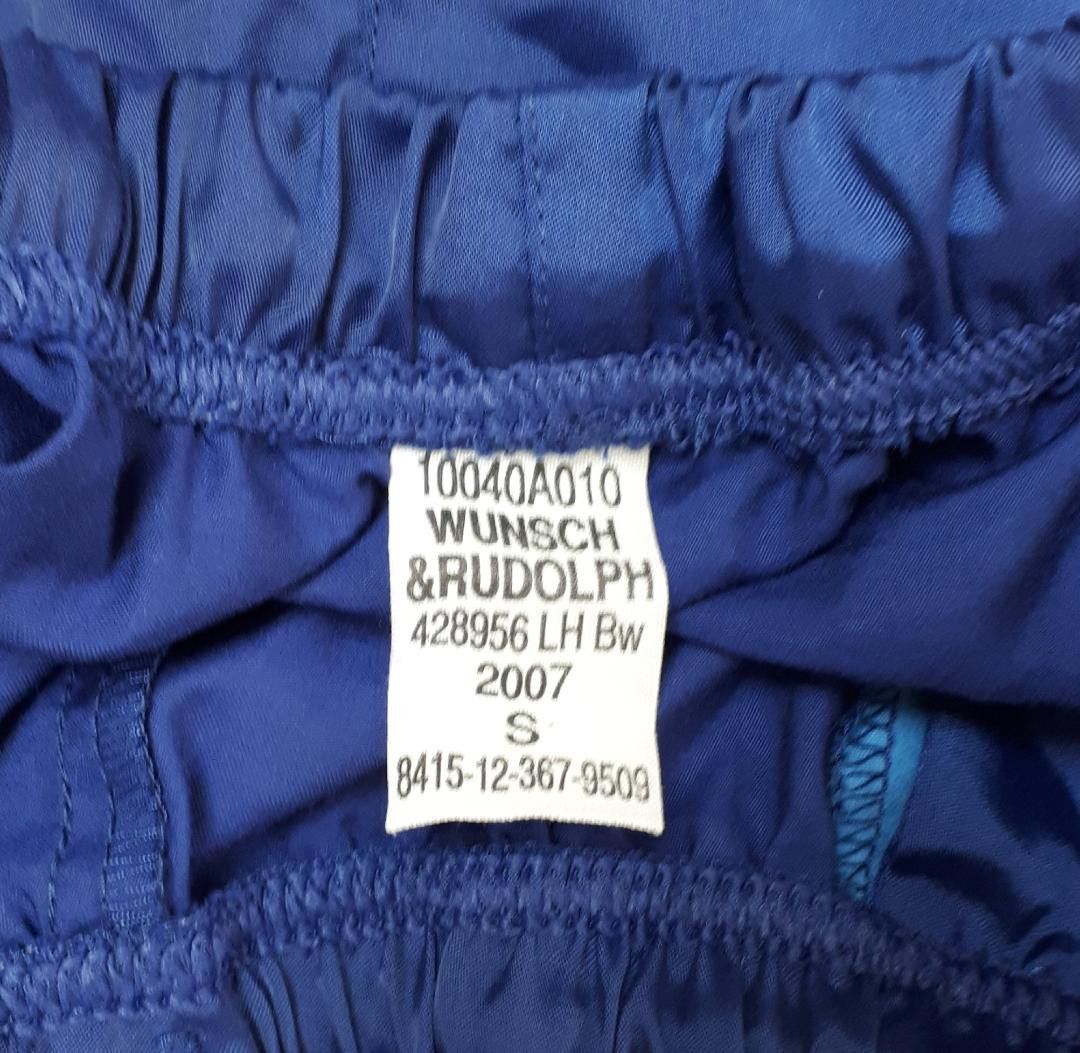 10040A010
WUNSCH
&RUDOLPH
428956 LH Bw
2007
S
8415-12-367-9509